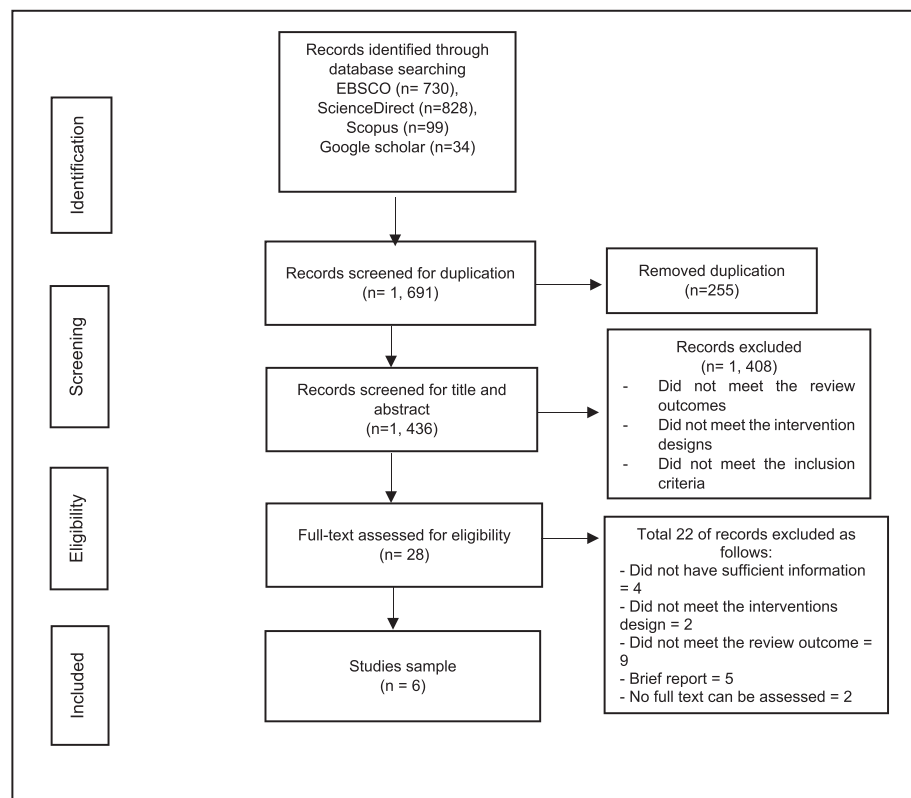 Identification
Records identified through
database searching
EBSCO (n= 730),
ScienceDirect (n=828),
Scopus (n=99)
Google scholar (n=34)
Screening
Records screened for duplication
(n= 1, 691)
Removed duplication
(n=255)
Records screened for title and
abstract
(n=1, 436)
Records excluded
(n= 1, 408)
- Did not meet the review
outcomes
- Did not meet the intervention
designs
- Did not meet the inclusion
criteria
Eligibility
Full-text assessed for eligibility
(n= 28)
Total 22 of records excluded as
follows:
- Did not have sufficient information
= 4
- Did not meet the interventions
design = 2
- Did not meet the review outcome =
9
- Brief report = 5
- No full text can be assessed = 2
Included
Studies sample
(n = 6)